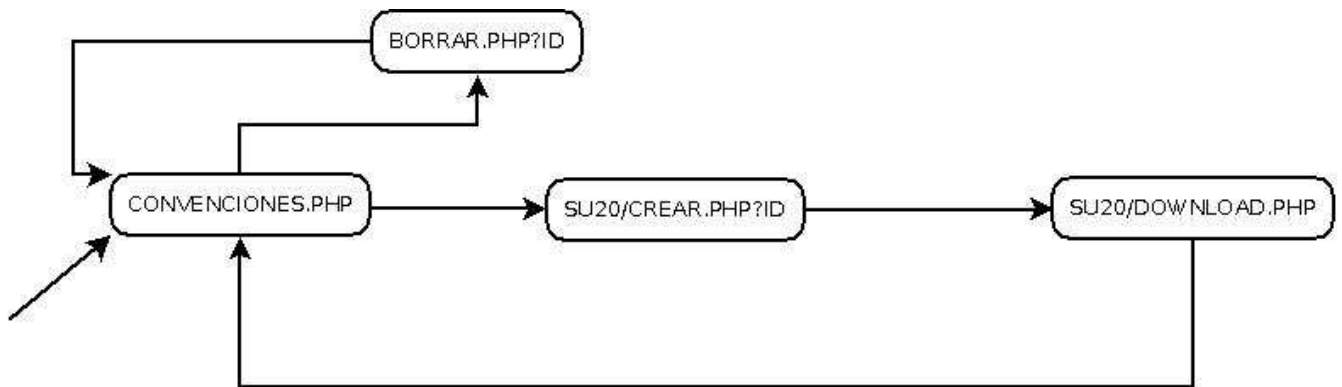 BORRAR.PHP?ID
CONVENCIONES.PHP
SU20/CREAR.PHP?ID
SU20/DOWNLOAD.PHP